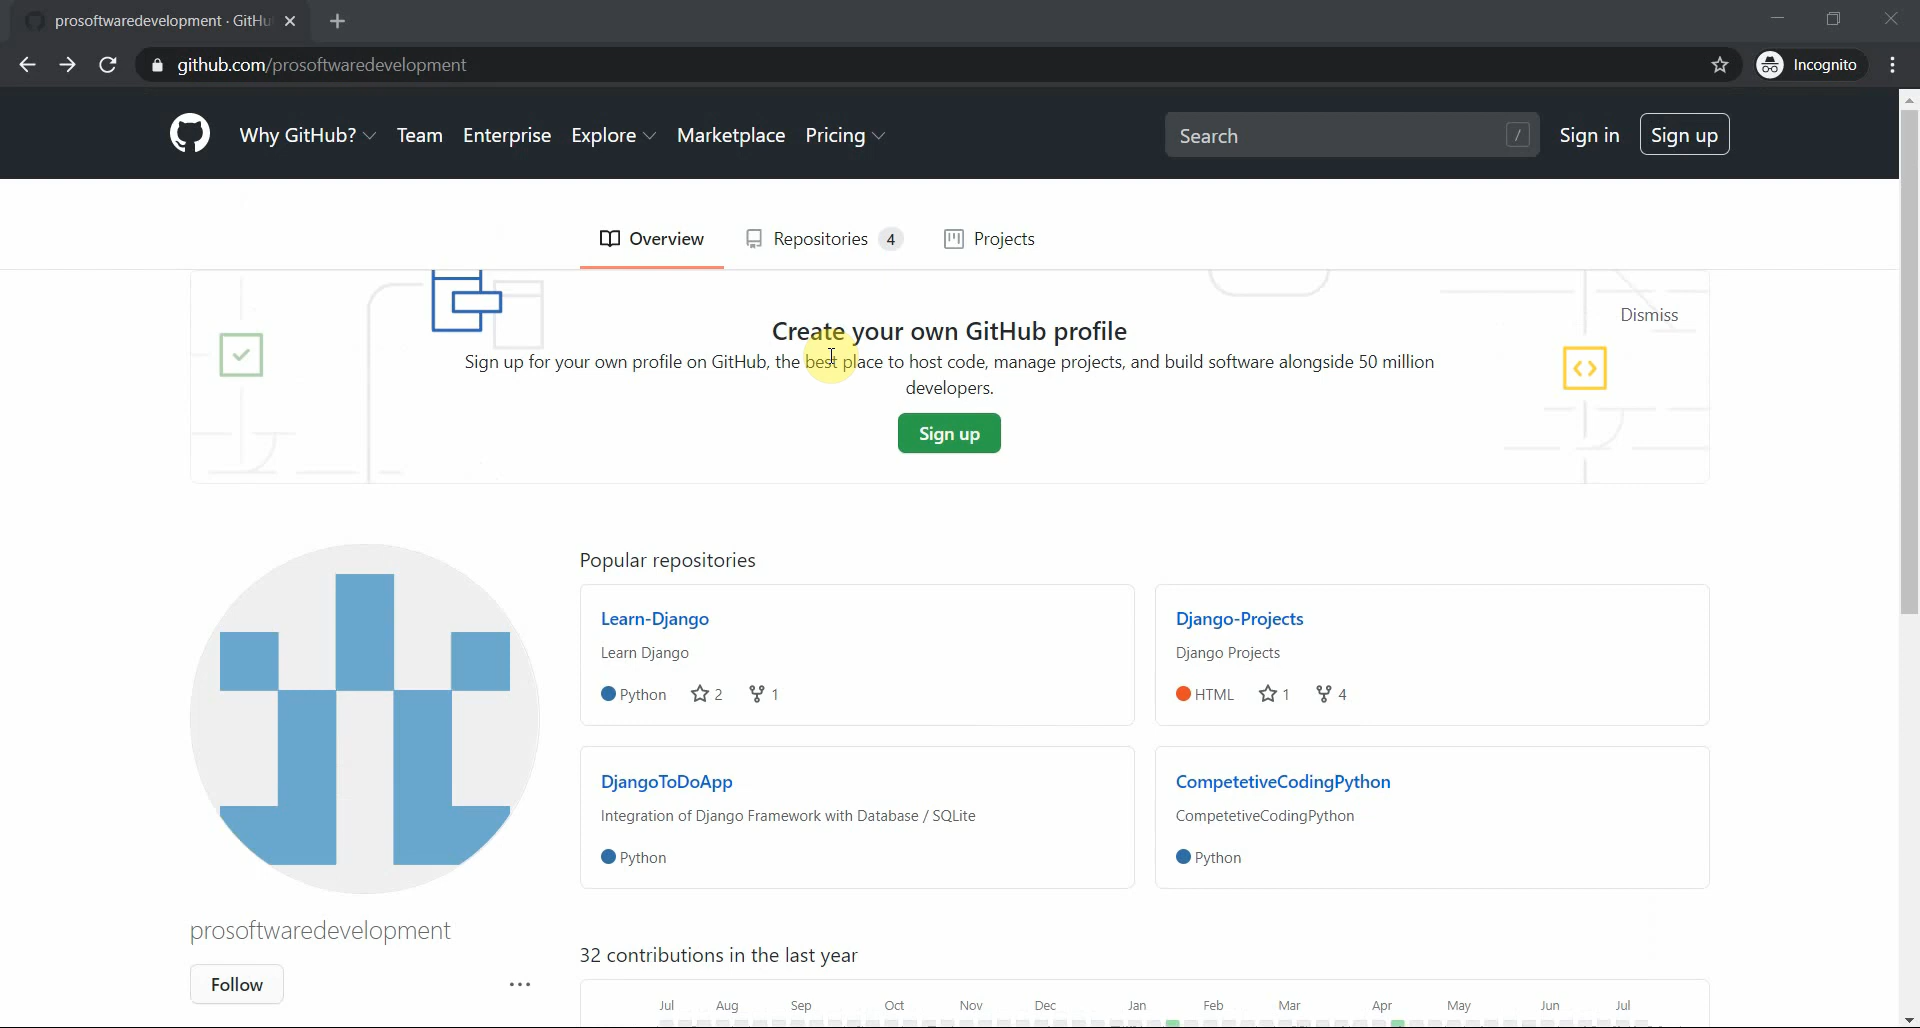 prosoftwaredevelopment · GitHu
github.com/prosoftwaredevelopment
Incognito
Why GitHub? Team Enterprise Explore Marketplace Pricing
Search /
Sign in Sign up
Overview Repositories 4 Projects
Dismiss
Create your own GitHub profile
Sign up for your own profile on GitHub, the best place to host code, manage projects, and build software alongside 50 million
developers.
Sign up
Popular repositories
Learn-Django
Learn Django
Python 2 1
Django-Projects
Django Projects
HTML 1 4
DjangoToDoApp
Integration of Django Framework with Database / SQLite
Python
CompetetiveCodingPython
CompetetiveCodingPython
Python
prosoftwaredevelopment
Follow
32 contributions in the last year
Jul Aug Sep Oct Nov Dec Jan Feb Mar Apr May Jun Jul